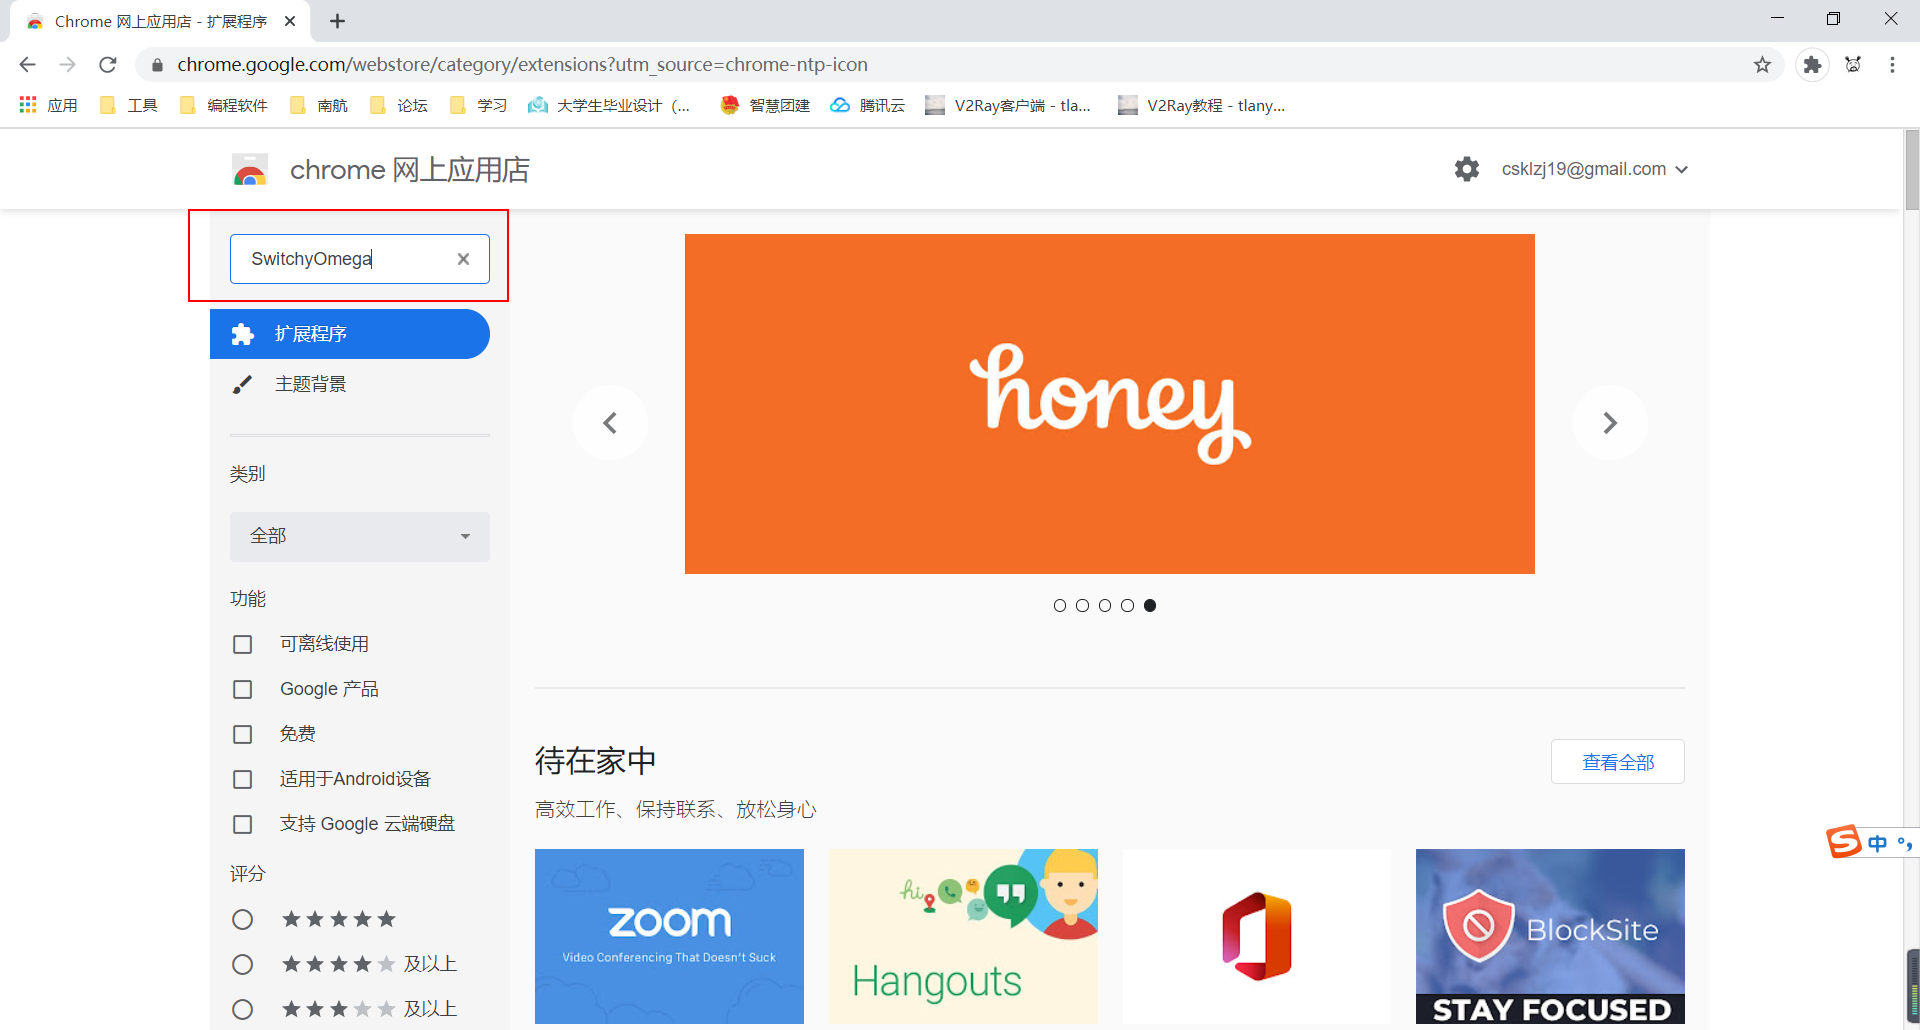 Chrome 网上应用店 - 扩展程序
chrome.google.com/webstore/category/extensions?utm_source=chrome-ntp-icon
应用 工具 编程软件 南航 论坛 学习 大学生毕业设计（... 智慧团建 腾讯云 V2Ray客户端 - tla... V2Ray教程 - tlany...
chrome 网上应用店
csklzj19@gmail.com
SwitchyOmega
扩展程序
主题背景
类别
全部
功能
可离线使用
Google 产品
免费
适用于Android设备
支持 Google 云端硬盘
评分
及以上
及以上
honey
待在家中
查看全部
高效工作、保持联系、放松身心
zoom
Video Conferencing That Doesn't Suck
hi
Hangouts
BlockSite
STAY FOCUSED
S 中 °,